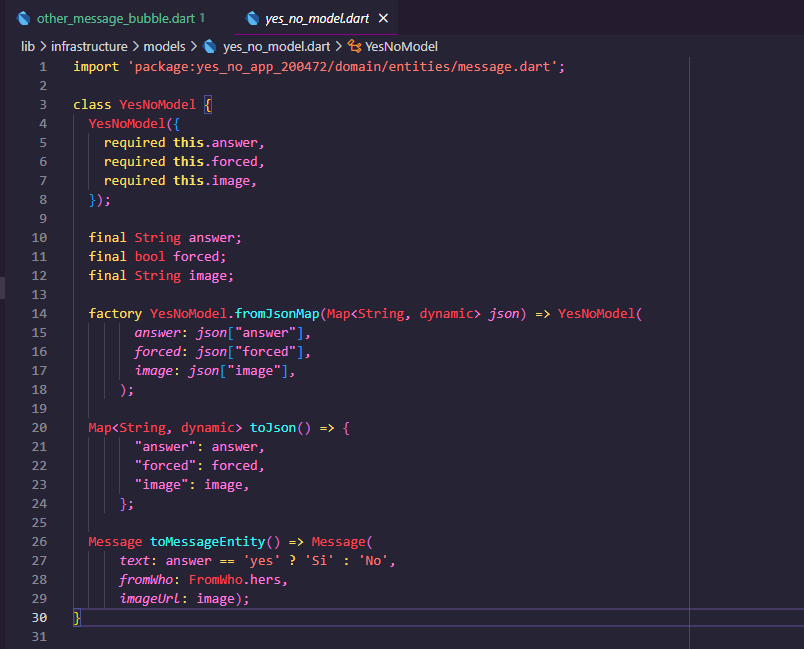 other_message_bubble.dart 1 yes_no_model.dart ×
lib > infrastructure > models > yes_no_model.dart > YesNoModel
1 import 'package:yes_no_app_200472/domain/entities/message.dart';
2
3 class YesNoModel {
4   YesNoModel({
5     required this.answer,
6     required this.forced,
7     required this.image,
8   });
9
10   final String answer;
11   final bool forced;
12   final String image;
13
14   factory YesNoModel.fromJsonMap(Map<String, dynamic> json) => YesNoModel(
15         answer: json["answer"],
16         forced: json["forced"],
17         image: json["image"],
18       );
19
20   Map<String, dynamic> toJson() => {
21         "answer": answer,
22         "forced": forced,
23         "image": image,
24       };
25
26   Message toMessageEntity() => Message(
27       text: answer == 'yes' ? 'Si' : 'No',
28       fromWho: FromWho.hers,
29       imageUrl: image);
30 }
31